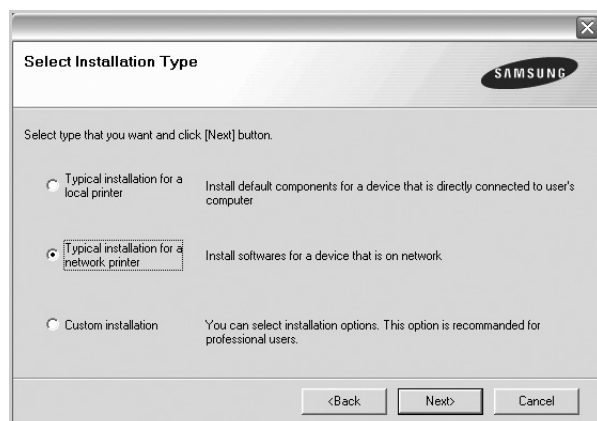 Select Installation Type
SAMSUNG
Select type that you want and click [Next] button.
Typical installation for a
local printer
Install default components for a device that is directly connected to user's
computer
Typical installation for a
network printer
Install softwares for a device that is on network
Custom installation
You can select installation options. This option is recommanded for
professional users.
<Back
Next>
Cancel